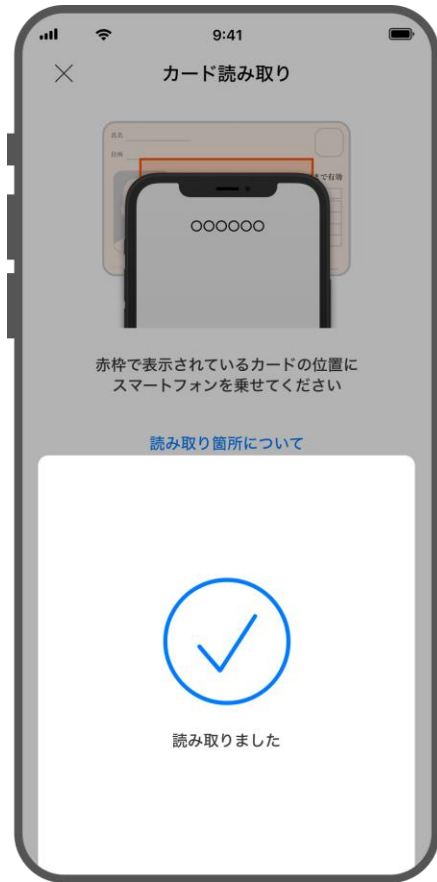 9:41
カード読み取り
氏名
住所
まで有効
○○○○○○
赤枠で表示されているカードの位置に
スマートフォンを乗せてください
読み取り箇所について
読み取りました